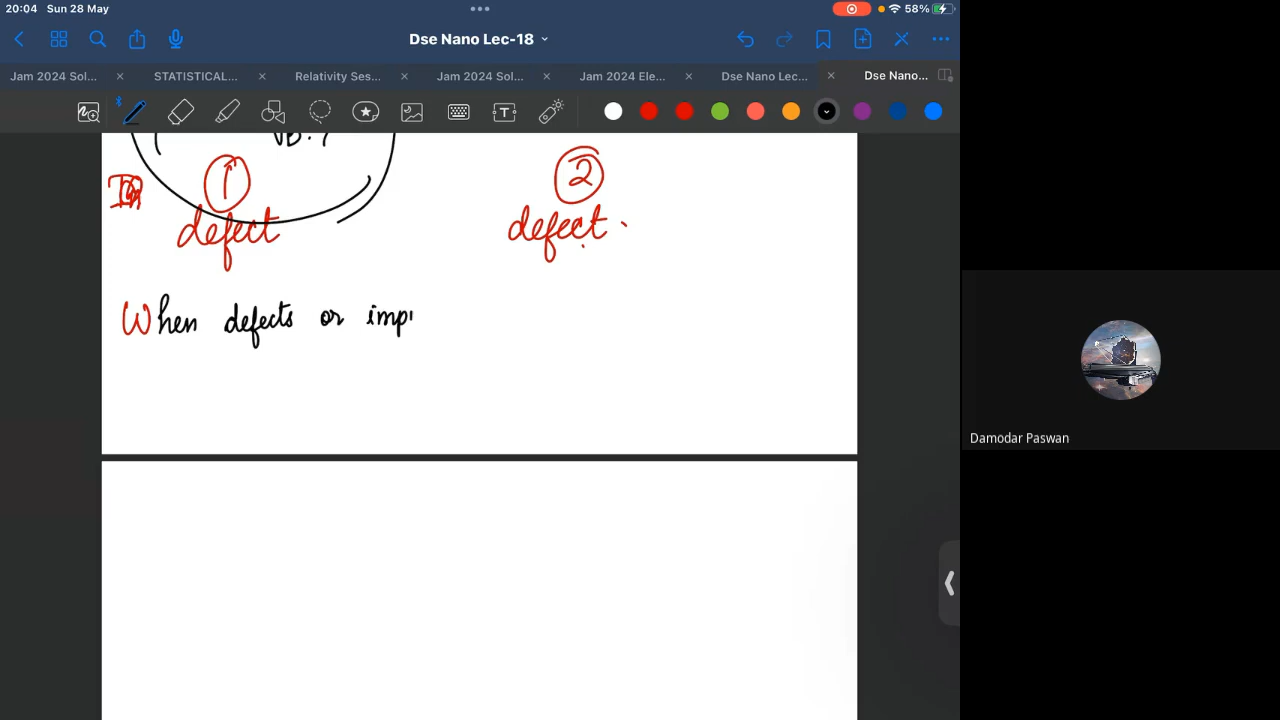 20:04 Sun 28 May
58%
Dse Nano Lec-18
Jam 2024 Sol...
STATISTICAL...
Relativity Ses...
Jam 2024 Sol...
Jam 2024 Ele...
Dse Nano Lec...
Dse Nano...
1
2
defect
defect.
When defects or imp
Damodar Paswan